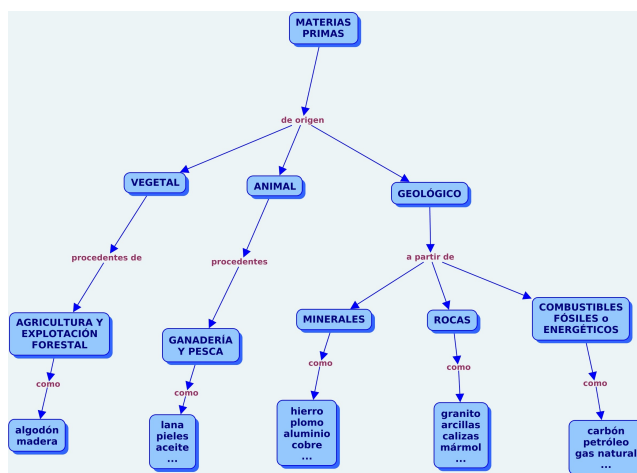 MATERIAS
PRIMAS
de origen
VEGETAL
ANIMAL
GEOLÓGICO
procedentes de
procedentes
a partir de
AGRICULTURA Y
EXPLOTACIÓN
FORESTAL
GANADERÍA
Y PESCA
MINERALES
ROCAS
COMBUSTIBLES
FÓSILES o
ENERGÉTICOS
como
como
como
como
como
algodón
madera
lana
pieles
aceite
...
hierro
plomo
aluminio
cobre
...
granito
arcillas
calizas
mármol
...
carbón
petróleo
gas natural
...